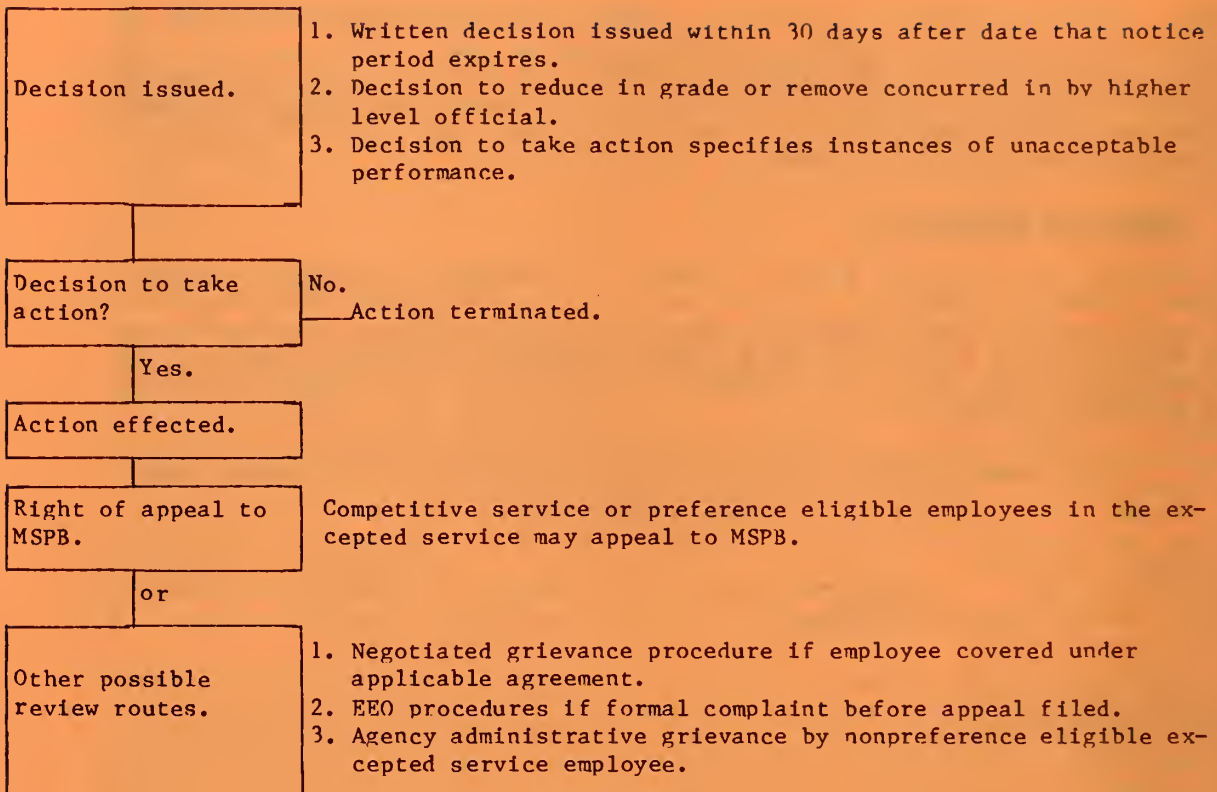 Decision issued.
1. Written decision issued within 30 days after date that notice
period expires.
2. Decision to reduce in grade or remove concurred in by higher
level official.
3. Decision to take action specifies instances of unacceptable
performance.
Decision to take
action?
No.
Action terminated.
Yes.
Action effected.
Right of appeal to
MSPB.
Competitive service or preference eligible employees in the ex-
cepted service may appeal to MSPB.
or
Other possible
review routes.
1. Negotiated grievance procedure if employee covered under
applicable agreement.
2. EEO procedures if formal complaint before appeal filed.
3. Agency administrative grievance by nonpreference eligible ex-
cepted service employee.